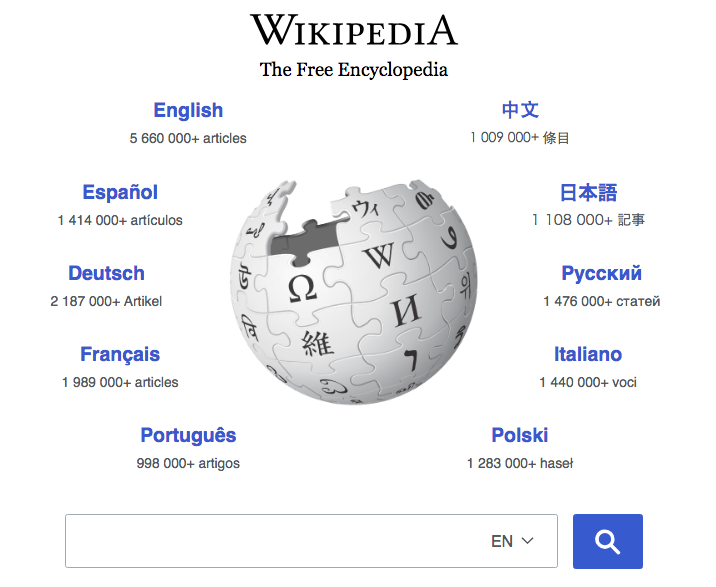 WIKIPEDIA
The Free Encyclopedia
English
5 660 000+ articles
中文
1 009 000+ 條目
Español
1 414 000+ artículos
日本語
1 108 000+ 記事
Deutsch
2 187 000+ Artikel
Русский
1 476 000+ статей
Français
1 989 000+ articles
Italiano
1 440 000+ voci
Português
998 000+ artigos
Polski
1 283 000+ haseł
ウィ
W
Ω
И
維
EN